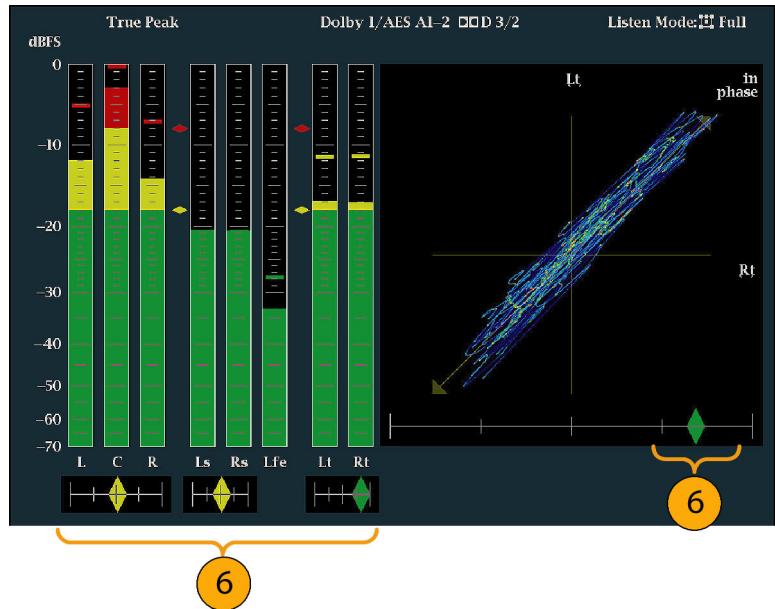 True Peak Dolby 1/AES A1-2 D 3/2 Listen Mode: Full
dBFS
0
-10
-20
-30
-40
-50
-60
-70
L C R Ls Rs Lfe Lt Rt
Lt
in
phase
Rt
6
6